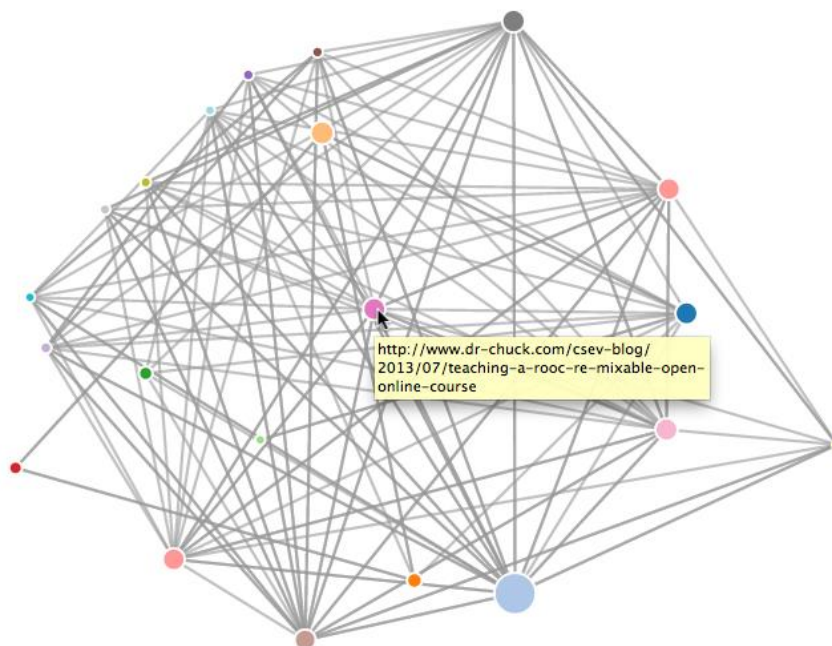 http://www.dr-chuck.com/csev-blog/
2013/07/teaching-a-rooc-re-mixable-open-
online-course